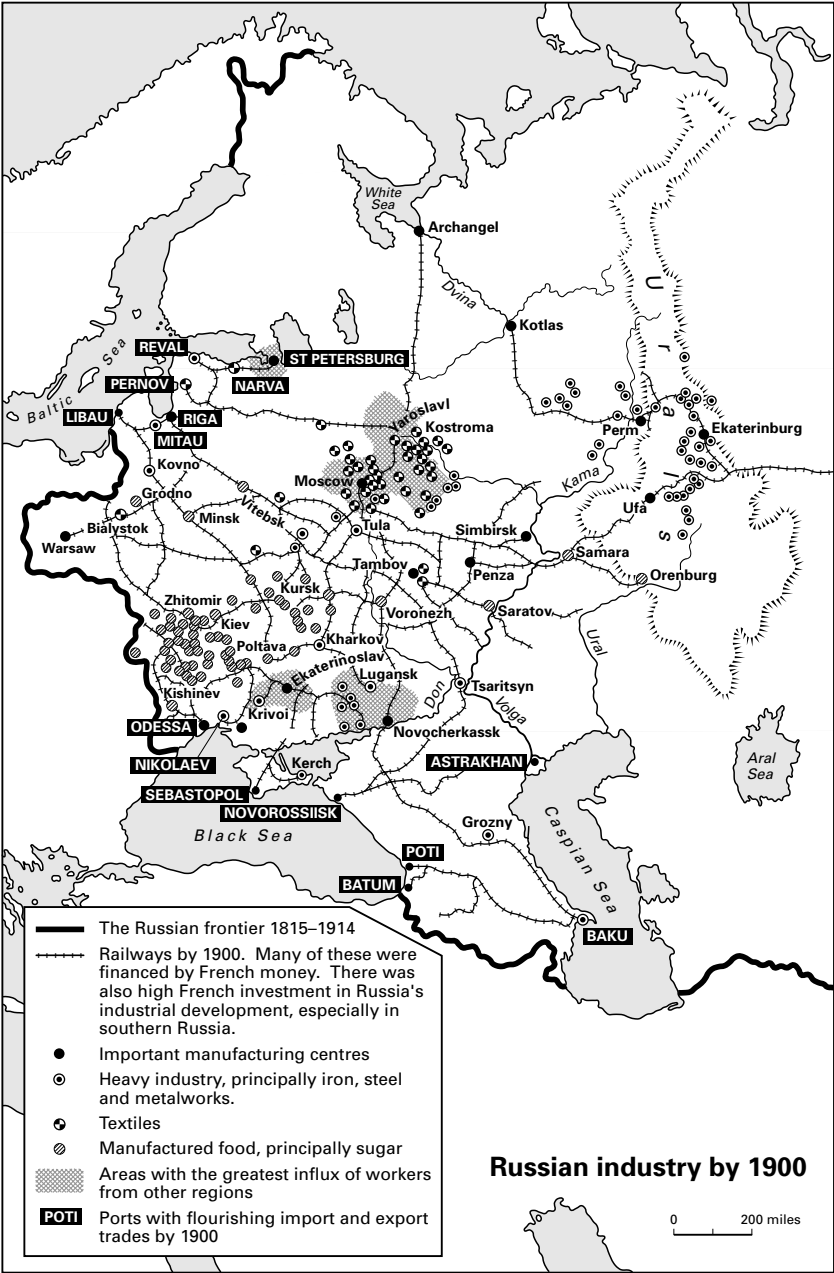 White
Sea
Archangel
Dvina
Kotlas
Urals
Baltic Sea
REVAL
ST PETERSBURG
PERNOV
NARVA
LIBAU
RIGA
MITAU
Yaroslavl
Kostroma
Perm
Ekaterinburg
Kovno
Moscow
Kama
Grodno
Vitebsk
Ufa
Bialystok
Minsk
Tula
Simbirsk
Warsaw
Samara
Tambov
Penza
Orenburg
Zhitomir
Kursk
Voronezh
Saratov
Kiev
Poltava
Kharkov
Ural
Ekaterinoslav
Lugansk
Kishinev
Don
Tsaritsyn
Volga
Krivoi
ODESSA
Novocherkassk
NIKOLAEV
Kerch
ASTRAKHAN
Aral
Sea
SEBASTOPOL
NOVOROSSIISK
Black Sea
Grozny
Caspian Sea
POTI
BATUM
BAKU
The Russian frontier 1815–1914
Railways by 1900. Many of these were
financed by French money. There was
also high French investment in Russia's
industrial development, especially in
southern Russia.
Important manufacturing centres
Heavy industry, principally iron, steel
and metalworks.
Textiles
Manufactured food, principally sugar
Areas with the greatest influx of workers
from other regions
POTI
Ports with flourishing import and export
trades by 1900
Russian industry by 1900
0 200 miles